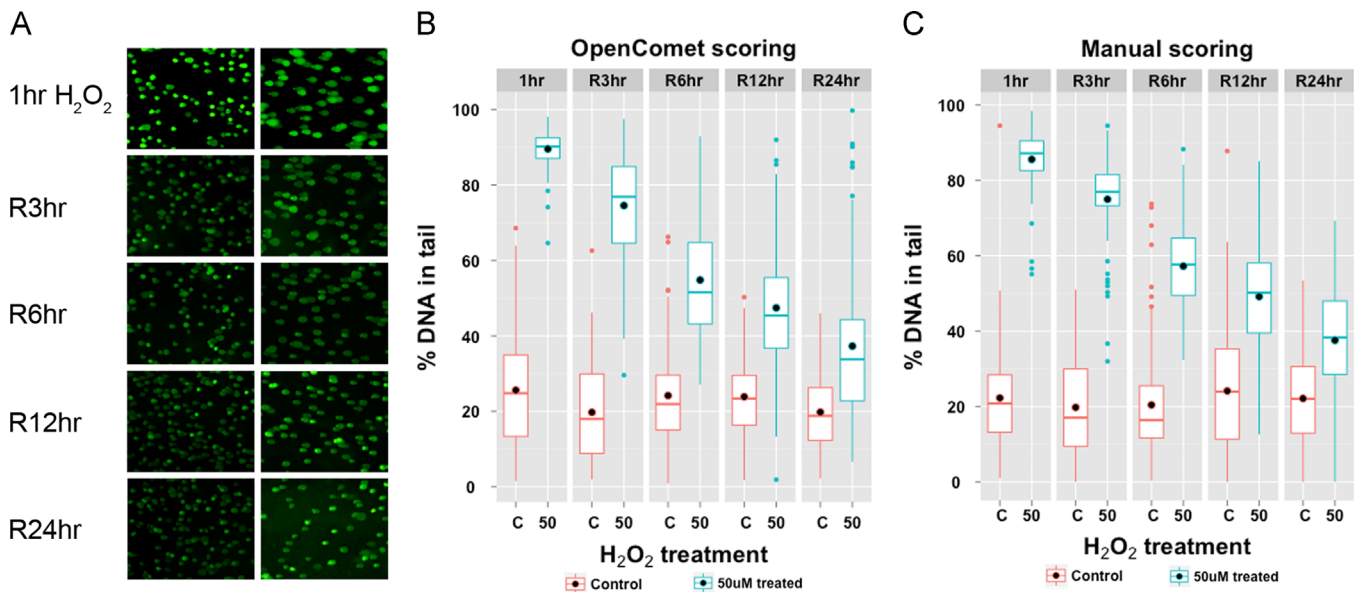 A
1hr H₂O₂
R3hr
R6hr
R12hr
R24hr
B
OpenComet scoring
1hr R3hr R6hr R12hr R24hr
% DNA in tail
100
80
60
40
20
0
C 50 C 50 C 50 C 50 C 50
H₂O₂ treatment
Control 50uM treated
C
Manual scoring
1hr R3hr R6hr R12hr R24hr
% DNA in tail
100
80
60
40
20
0
C 50 C 50 C 50 C 50 C 50
H₂O₂ treatment
Control 50uM treated